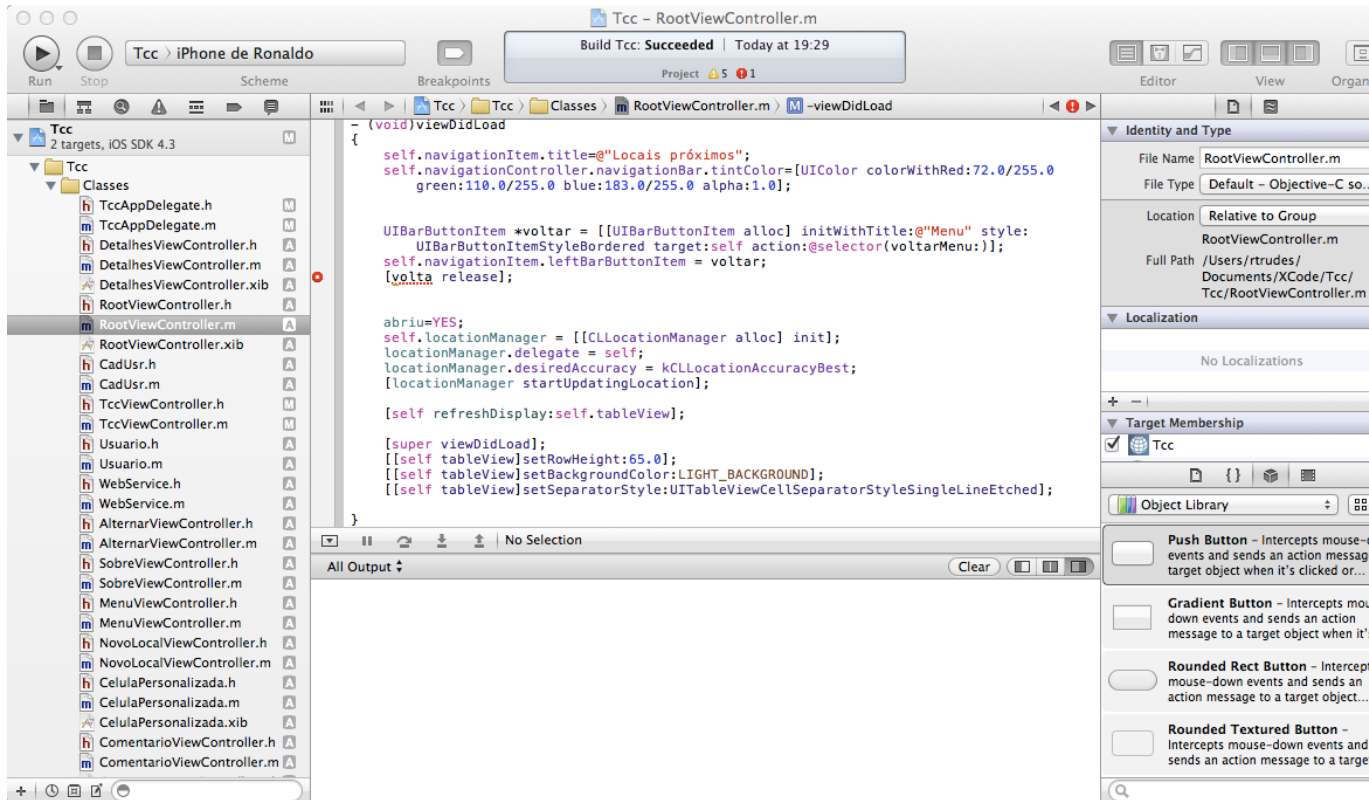 Tcc – RootViewController.m
Run
Stop
Tcc 〉 iPhone de Ronaldo
Scheme
Breakpoints
Build Tcc: Succeeded | Today at 19:29
Project 5 1
Editor
View
Tcc 〉 Tcc 〉 Classes 〉 m RootViewController.m 〉 M -viewDidLoad
Tcc M
2 targets, iOS SDK 4.3
Tcc
Classes
h TccAppDelegate.h M
m TccAppDelegate.m M
h DetalhesViewController.h A
m DetalhesViewController.m A
DetalhesViewController.xib A
h RootViewController.h A
m RootViewController.m A
RootViewController.xib A
h CadUsr.h A
m CadUsr.m A
h TccViewController.h M
m TccViewController.m M
h Usuario.h A
m Usuario.m A
h WebService.h A
m WebService.m A
h AlternarViewController.h A
m AlternarViewController.m A
h SobreViewController.h A
m SobreViewController.m A
h MenuViewController.h A
m MenuViewController.m A
h NovoLocalViewController.h A
m NovoLocalViewController.m A
h CelulaPersonalizada.h A
m CelulaPersonalizada.m A
CelulaPersonalizada.xib A
h ComentarioViewController.h A
m ComentarioViewController.m A
- (void)viewDidLoad
{
self.navigationItem.title=@"Locais próximos";
self.navigationController.navigationBar.tintColor=[UIColor colorWithRed:72.0/255.0
green:110.0/255.0 blue:183.0/255.0 alpha:1.0];
UIBarButtonItem *voltar = [[UIBarButtonItem alloc] initWithTitle:@"Menu" style:
UIBarButtonItemStyleBordered target:self action:@selector(voltarMenu:)];
self.navigationItem.leftBarButtonItem = voltar;
[volta release];
abriu=YES;
self.locationManager = [[CLLocationManager alloc] init];
locationManager.delegate = self;
locationManager.desiredAccuracy = kCLLocationAccuracyBest;
[locationManager startUpdatingLocation];
[self refreshDisplay:self.tableView];
[super viewDidLoad];
[[self tableView]setRowHeight:65.0];
[[self tableView]setBackgroundColor:LIGHT_BACKGROUND];
[[self tableView]setSeparatorStyle:UITableViewCellSeparatorStyleSingleLineEtched];
}
No Selection
All Output
Clear
Identity and Type
File Name RootViewController.m
File Type Default – Objective-C so...
Location Relative to Group
RootViewController.m
Full Path /Users/rtrudes/
Documents/XCode/Tcc/
Tcc/RootViewController.m
Localization
No Localizations
+ −
Target Membership
Tcc
{}
Object Library
Push Button – Intercepts mouse-
events and sends an action messag
target object when it's clicked or...
Gradient Button – Intercepts mou
down events and sends an action
message to a target object when it'
Rounded Rect Button – Intercept
mouse-down events and sends an
action message to a target object...
Rounded Textured Button –
Intercepts mouse-down events and
sends an action message to a targe